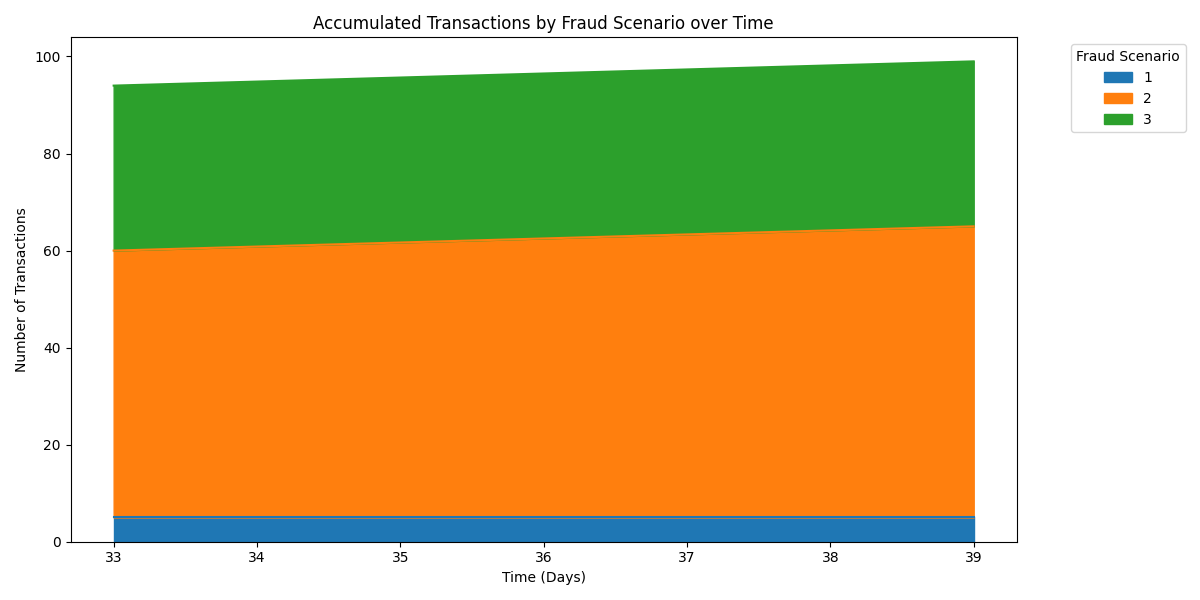 Accumulated Transactions by Fraud Scenario over Time
Number of Transactions
100
80
60
40
20
0
33 34 35 36 37 38 39
Time (Days)
Fraud Scenario
1
2
3